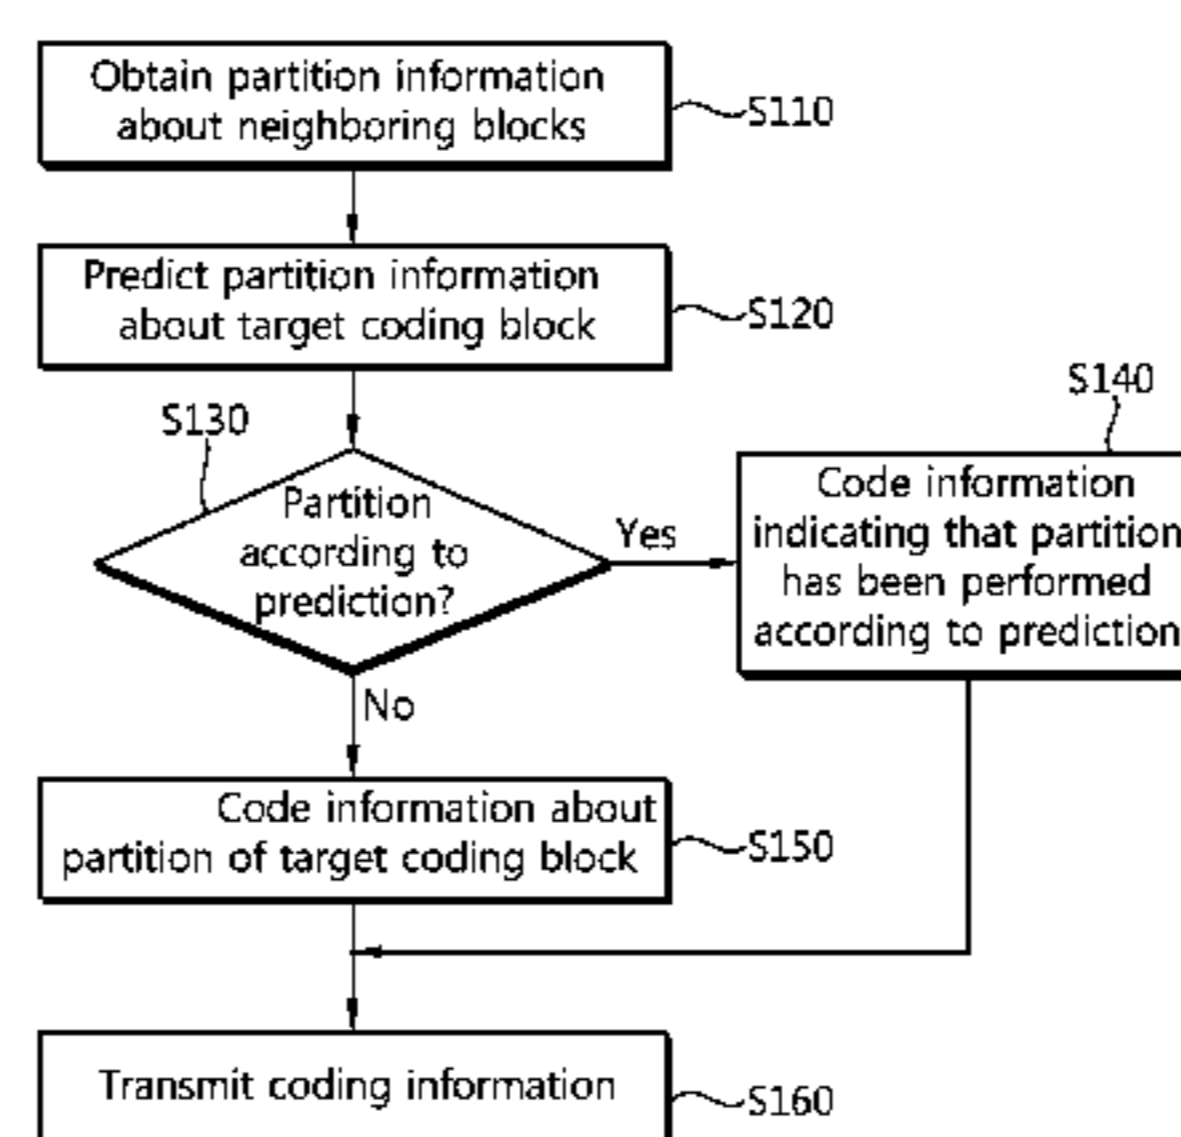 Obtain partition information
about neighboring blocks
S110
Predict partition information
about target coding block
S120
S130
Partition
according to
prediction?
Yes
S140
Code information
indicating that partition
has been performed
according to prediction
No
Code information about
partition of target coding block
S150
Transmit coding information
S160